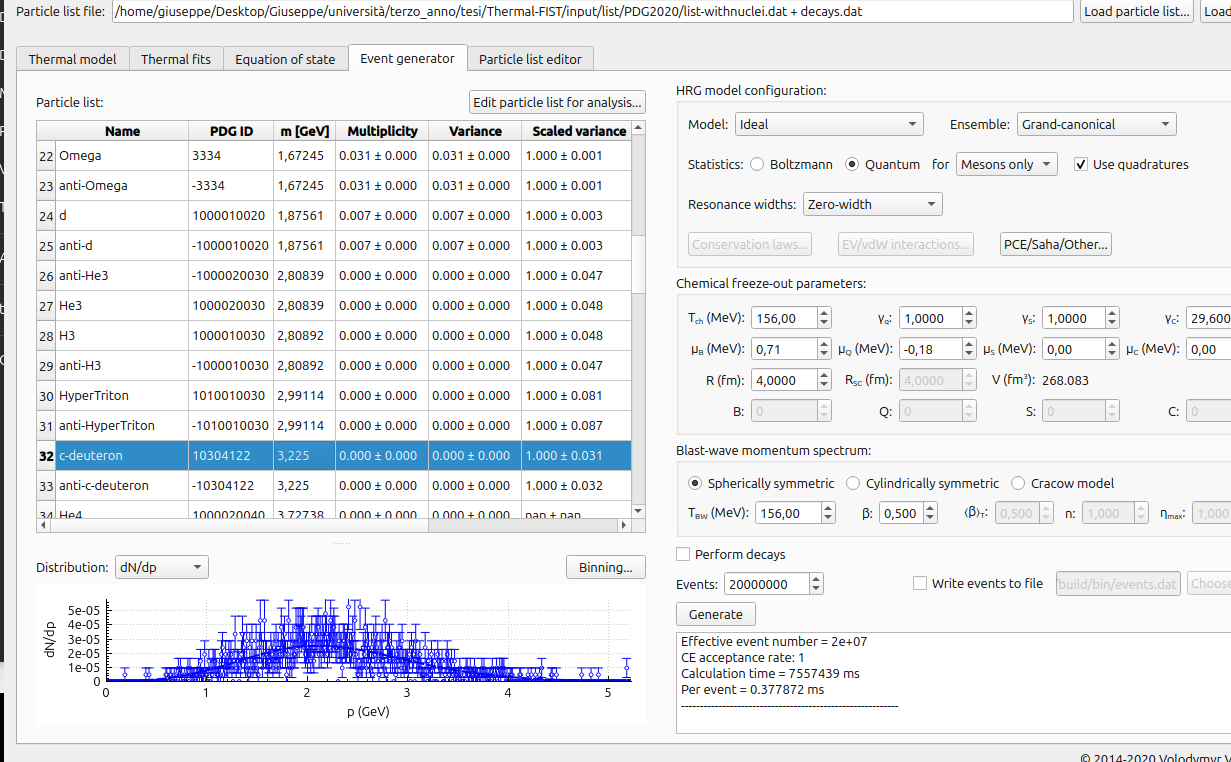 Particle list file: /home/giuseppe/Desktop/Giuseppe/università/terzo_anno/tesi/Thermal-FIST/input/list/PDG2020/list-withnuclei.dat + decays.dat Load particle list... Load
Thermal model Thermal fits Equation of state Event generator Particle list editor
Particle list: Edit particle list for analysis...
Name PDG ID m [GeV] Multiplicity Variance Scaled variance
22 Omega 3334 1,67245 0.031 ± 0.000 0.031 ± 0.000 1.000 ± 0.001
23 anti-Omega -3334 1,67245 0.031 ± 0.000 0.031 ± 0.000 1.000 ± 0.001
24 d 1000010020 1,87561 0.007 ± 0.000 0.007 ± 0.000 1.000 ± 0.003
25 anti-d -1000010020 1,87561 0.007 ± 0.000 0.007 ± 0.000 1.000 ± 0.003
26 anti-He3 -1000020030 2,80839 0.000 ± 0.000 0.000 ± 0.000 1.000 ± 0.047
27 He3 1000020030 2,80839 0.000 ± 0.000 0.000 ± 0.000 1.000 ± 0.048
28 H3 1000010030 2,80892 0.000 ± 0.000 0.000 ± 0.000 1.000 ± 0.048
29 anti-H3 -1000010030 2,80892 0.000 ± 0.000 0.000 ± 0.000 1.000 ± 0.047
30 HyperTriton 1010010030 2,99114 0.000 ± 0.000 0.000 ± 0.000 1.000 ± 0.081
31 anti-HyperTriton -1010010030 2,99114 0.000 ± 0.000 0.000 ± 0.000 1.000 ± 0.087
32 c-deuteron 10304122 3,225 0.000 ± 0.000 0.000 ± 0.000 1.000 ± 0.031
33 anti-c-deuteron -10304122 3,225 0.000 ± 0.000 0.000 ± 0.000 1.000 ± 0.032
34 He4 1000020040 3,72738 0.000 ± 0.000 0.000 ± 0.000 nan ± nan
Distribution: dN/dp Binning...
dN/dp
5e-05
4e-05
3e-05
2e-05
1e-05
0
0 1 2 3 4 5
p (GeV)
HRG model configuration:
Model: Ideal Ensemble: Grand-canonical
Statistics: Boltzmann Quantum for Mesons only Use quadratures
Resonance widths: Zero-width
Conservation laws... EV/vdW interactions... PCE/Saha/Other...
Chemical freeze-out parameters:
Tch (MeV): 156,00 γq: 1,0000 γS: 1,0000 γC: 29,600
μB (MeV): 0,71 μQ (MeV): -0,18 μS (MeV): 0,00 μC (MeV): 0,00
R (fm): 4,0000 RSC (fm): 4,0000 V (fm³): 268.083
B: 0 Q: 0 S: 0 C: 0
Blast-wave momentum spectrum:
Spherically symmetric Cylindrically symmetric Cracow model
TBW (MeV): 156,00 β: 0,500 ⟨β⟩T: 0,500 n: 1,000 ηmax: 1,000
Perform decays
Events: 20000000 Write events to file /build/bin/events.dat Choose
Generate
Effective event number = 2e+07
CE acceptance rate: 1
Calculation time = 7557439 ms
Per event = 0.377872 ms
------------------------------------------------------------
© 2014-2020 Volodymyr V